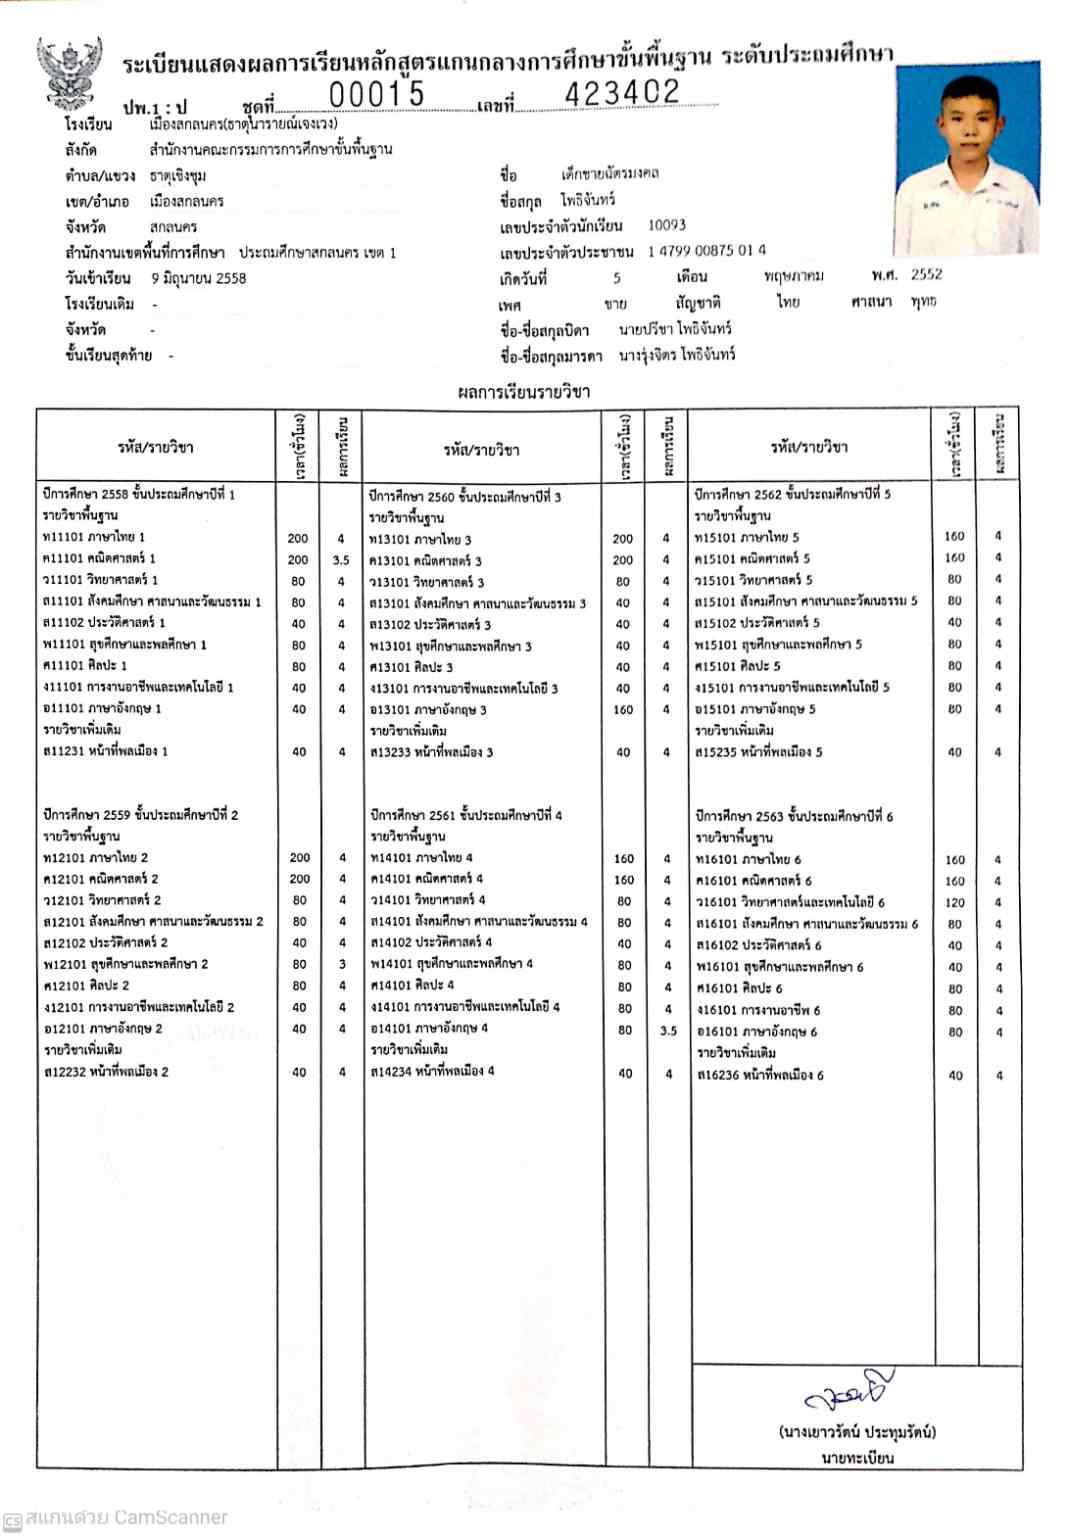 ระเบียนแสดงผลการเรียนหลักสูตรแกนกลางการศึกษาขั้นพื้นฐาน ระดับประถมศึกษา
ปพ.1 : ป ชุดที่ 00015 เลขที่ 423402
โรงเรียน เมืองสกลนคร(ธาตุนารายณ์เจงเวง)
สังกัด สำนักงานคณะกรรมการการศึกษาขั้นพื้นฐาน
ตำบล/แขวง ธาตุเชิงชุม
เขต/อำเภอ เมืองสกลนคร
จังหวัด สกลนคร
สำนักงานเขตพื้นที่การศึกษา ประถมศึกษาสกลนคร เขต 1
วันเข้าเรียน 9 มิถุนายน 2558
โรงเรียนเดิม -
จังหวัด -
ชั้นเรียนสุดท้าย -
ชื่อ เด็กชายฉัตรมงคล
ชื่อสกุล โพธิจันทร์
เลขประจำตัวนักเรียน 10093
เลขประจำตัวประชาชน 1 4799 00875 01 4
เกิดวันที่ 5 เดือน พฤษภาคม พ.ศ. 2552
เพศ ชาย สัญชาติ ไทย ศาสนา พุทธ
ชื่อ-ชื่อสกุลบิดา นายปรีชา โพธิจันทร์
ชื่อ-ชื่อสกุลมารดา นางรุ่งจิตร โพธิจันทร์
ผลการเรียนรายวิชา
รหัส/รายวิชา เวลา(ชั่วโมง) ผลการเรียน
ปีการศึกษา 2558 ชั้นประถมศึกษาปีที่ 1
รายวิชาพื้นฐาน
ท11101 ภาษาไทย 1 200 4
ค11101 คณิตศาสตร์ 1 200 3.5
ว11101 วิทยาศาสตร์ 1 80 4
ส11101 สังคมศึกษา ศาสนาและวัฒนธรรม 1 80 4
ส11102 ประวัติศาสตร์ 1 40 4
พ11101 สุขศึกษาและพลศึกษา 1 80 4
ศ11101 ศิลปะ 1 80 4
ง11101 การงานอาชีพและเทคโนโลยี 1 40 4
อ11101 ภาษาอังกฤษ 1 40 4
รายวิชาเพิ่มเติม
ส11231 หน้าที่พลเมือง 1 40 4
ปีการศึกษา 2559 ชั้นประถมศึกษาปีที่ 2
รายวิชาพื้นฐาน
ท12101 ภาษาไทย 2 200 4
ค12101 คณิตศาสตร์ 2 200 4
ว12101 วิทยาศาสตร์ 2 80 4
ส12101 สังคมศึกษา ศาสนาและวัฒนธรรม 2 80 4
ส12102 ประวัติศาสตร์ 2 40 4
พ12101 สุขศึกษาและพลศึกษา 2 80 3
ศ12101 ศิลปะ 2 80 4
ง12101 การงานอาชีพและเทคโนโลยี 2 40 4
อ12101 ภาษาอังกฤษ 2 40 4
รายวิชาเพิ่มเติม
ส12232 หน้าที่พลเมือง 2 40 4
รหัส/รายวิชา เวลา(ชั่วโมง) ผลการเรียน
ปีการศึกษา 2560 ชั้นประถมศึกษาปีที่ 3
รายวิชาพื้นฐาน
ท13101 ภาษาไทย 3 200 4
ค13101 คณิตศาสตร์ 3 200 4
ว13101 วิทยาศาสตร์ 3 80 4
ส13101 สังคมศึกษา ศาสนาและวัฒนธรรม 3 40 4
ส13102 ประวัติศาสตร์ 3 40 4
พ13101 สุขศึกษาและพลศึกษา 3 40 4
ศ13101 ศิลปะ 3 40 4
ง13101 การงานอาชีพและเทคโนโลยี 3 40 4
อ13101 ภาษาอังกฤษ 3 160 4
รายวิชาเพิ่มเติม
ส13233 หน้าที่พลเมือง 3 40 4
ปีการศึกษา 2561 ชั้นประถมศึกษาปีที่ 4
รายวิชาพื้นฐาน
ท14101 ภาษาไทย 4 160 4
ค14101 คณิตศาสตร์ 4 160 4
ว14101 วิทยาศาสตร์ 4 80 4
ส14101 สังคมศึกษา ศาสนาและวัฒนธรรม 4 80 4
ส14102 ประวัติศาสตร์ 4 40 4
พ14101 สุขศึกษาและพลศึกษา 4 80 4
ศ14101 ศิลปะ 4 80 4
ง14101 การงานอาชีพและเทคโนโลยี 4 80 4
อ14101 ภาษาอังกฤษ 4 80 3.5
รายวิชาเพิ่มเติม
ส14234 หน้าที่พลเมือง 4 40 4
รหัส/รายวิชา เวลา(ชั่วโมง) ผลการเรียน
ปีการศึกษา 2562 ชั้นประถมศึกษาปีที่ 5
รายวิชาพื้นฐาน
ท15101 ภาษาไทย 5 160 4
ค15101 คณิตศาสตร์ 5 160 4
ว15101 วิทยาศาสตร์ 5 80 4
ส15101 สังคมศึกษา ศาสนาและวัฒนธรรม 5 80 4
ส15102 ประวัติศาสตร์ 5 40 4
พ15101 สุขศึกษาและพลศึกษา 5 80 4
ศ15101 ศิลปะ 5 80 4
ง15101 การงานอาชีพและเทคโนโลยี 5 80 4
อ15101 ภาษาอังกฤษ 5 80 4
รายวิชาเพิ่มเติม
ส15235 หน้าที่พลเมือง 5 40 4
ปีการศึกษา 2563 ชั้นประถมศึกษาปีที่ 6
รายวิชาพื้นฐาน
ท16101 ภาษาไทย 6 160 4
ค16101 คณิตศาสตร์ 6 160 4
ว16101 วิทยาศาสตร์และเทคโนโลยี 6 120 4
ส16101 สังคมศึกษา ศาสนาและวัฒนธรรม 6 80 4
ส16102 ประวัติศาสตร์ 6 40 4
พ16101 สุขศึกษาและพลศึกษา 6 40 4
ศ16101 ศิลปะ 6 80 4
ง16101 การงานอาชีพ 6 80 4
อ16101 ภาษาอังกฤษ 6 80 4
รายวิชาเพิ่มเติม
ส16236 หน้าที่พลเมือง 6 40 4
(นางเยาวรัตน์ ประทุมรัตน์)
นายทะเบียน
CS สแกนด้วย CamScanner